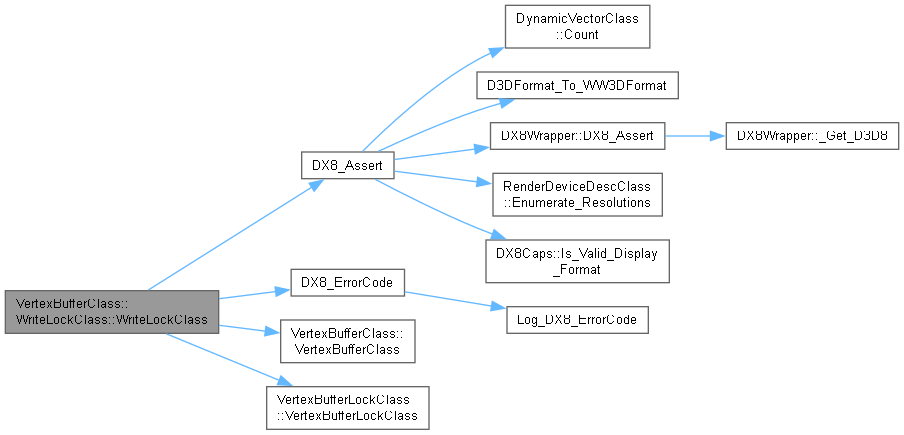 DynamicVectorClass
::Count
D3DFormat_To_WW3DFormat
DX8Wrapper::DX8_Assert
DX8Wrapper::_Get_D3D8
DX8_Assert
RenderDeviceDescClass
::Enumerate_Resolutions
DX8Caps::Is_Valid_Display
_Format
VertexBufferClass::
WriteLockClass::WriteLockClass
DX8_ErrorCode
Log_DX8_ErrorCode
VertexBufferClass::
VertexBufferClass
VertexBufferLockClass
::VertexBufferLockClass